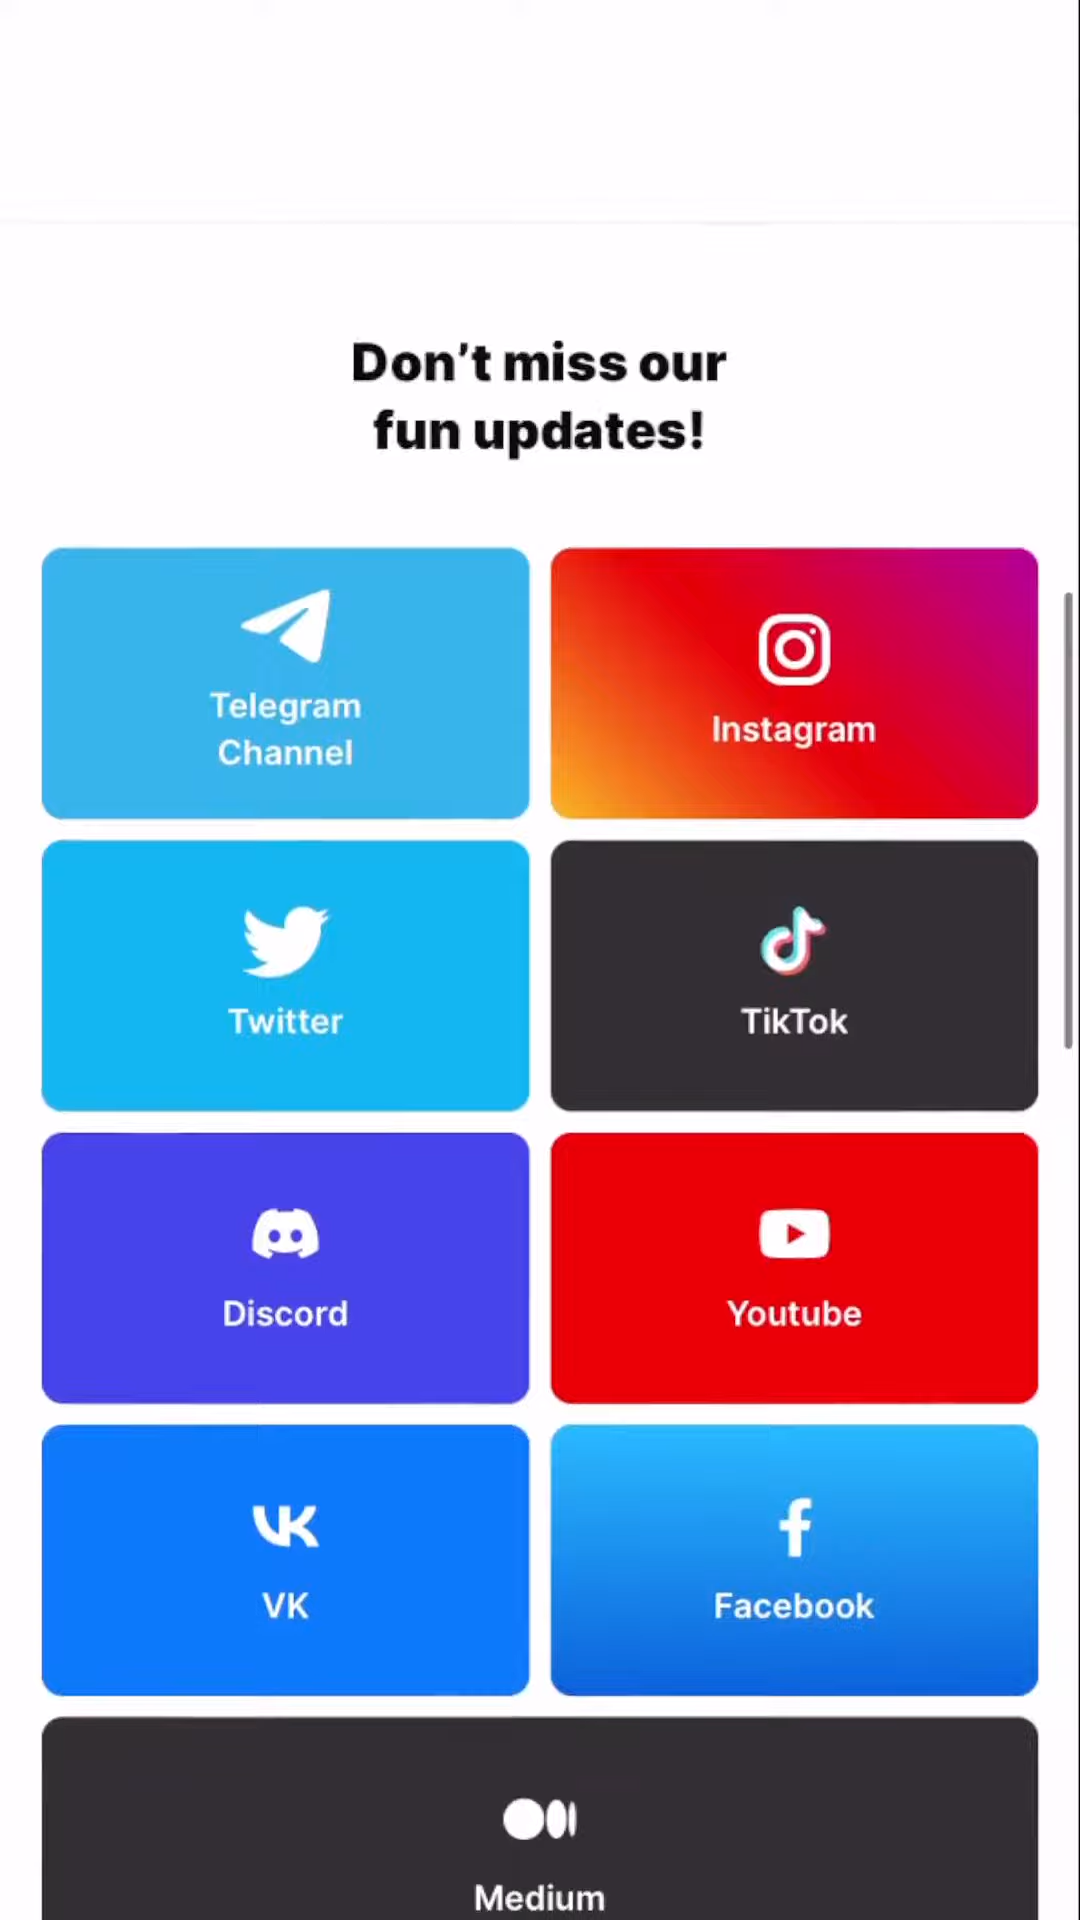 Don’t miss our
fun updates!
Telegram
Channel
Instagram
Twitter
TikTok
Discord
Youtube
VK
Facebook
Medium